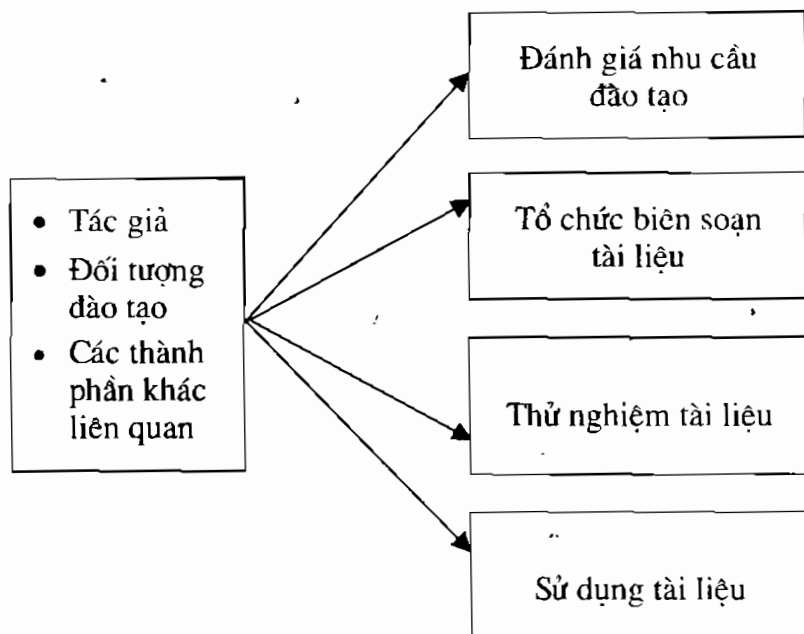 • Tác giả
• Đối tượng
đào tạo
• Các thành
phần khác
liên quan
Đánh giá nhu cầu
đào tạo
Tổ chức biên soạn
tài liệu
Thử nghiệm tài liệu
Sử dụng tài liệu